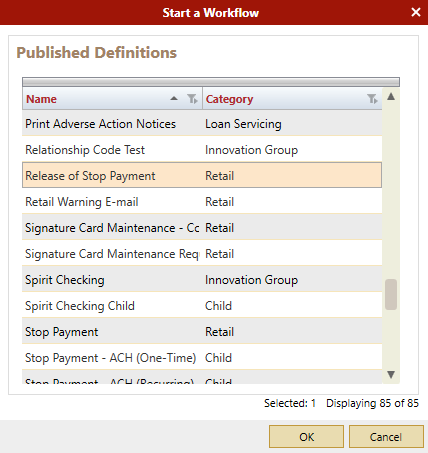 Start a Workflow
Published Definitions
Name Category
Print Adverse Action Notices Loan Servicing
Relationship Code Test Innovation Group
Release of Stop Payment Retail
Retail Warning E-mail Retail
Signature Card Maintenance - Cc Retail
Signature Card Maintenance Req Retail
Spirit Checking Innovation Group
Spirit Checking Child Child
Stop Payment Retail
Stop Payment - ACH (One-Time) Child
Stop Payment - ACH (Recurring) Child
Selected: 1 Displaying 85 of 85
OK Cancel